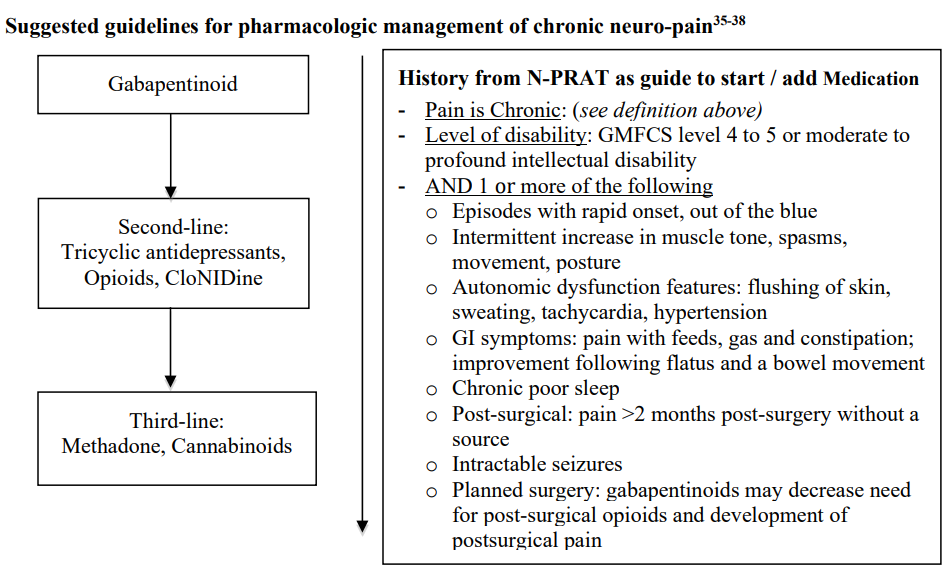 Suggested guidelines for pharmacologic management of chronic neuro-pain35-38
Gabapentinoid
Second-line:
Tricyclic antidepressants,
Opioids, CloNIDine
Third-line:
Methadone, Cannabinoids
History from N-PRAT as guide to start / add Medication
- Pain is Chronic: (see definition above)
- Level of disability: GMFCS level 4 to 5 or moderate to
profound intellectual disability
- AND 1 or more of the following
o Episodes with rapid onset, out of the blue
o Intermittent increase in muscle tone, spasms,
movement, posture
o Autonomic dysfunction features: flushing of skin,
sweating, tachycardia, hypertension
o GI symptoms: pain with feeds, gas and constipation;
improvement following flatus and a bowel movement
o Chronic poor sleep
o Post-surgical: pain >2 months post-surgery without a
source
o Intractable seizures
o Planned surgery: gabapentinoids may decrease need
for post-surgical opioids and development of
postsurgical pain